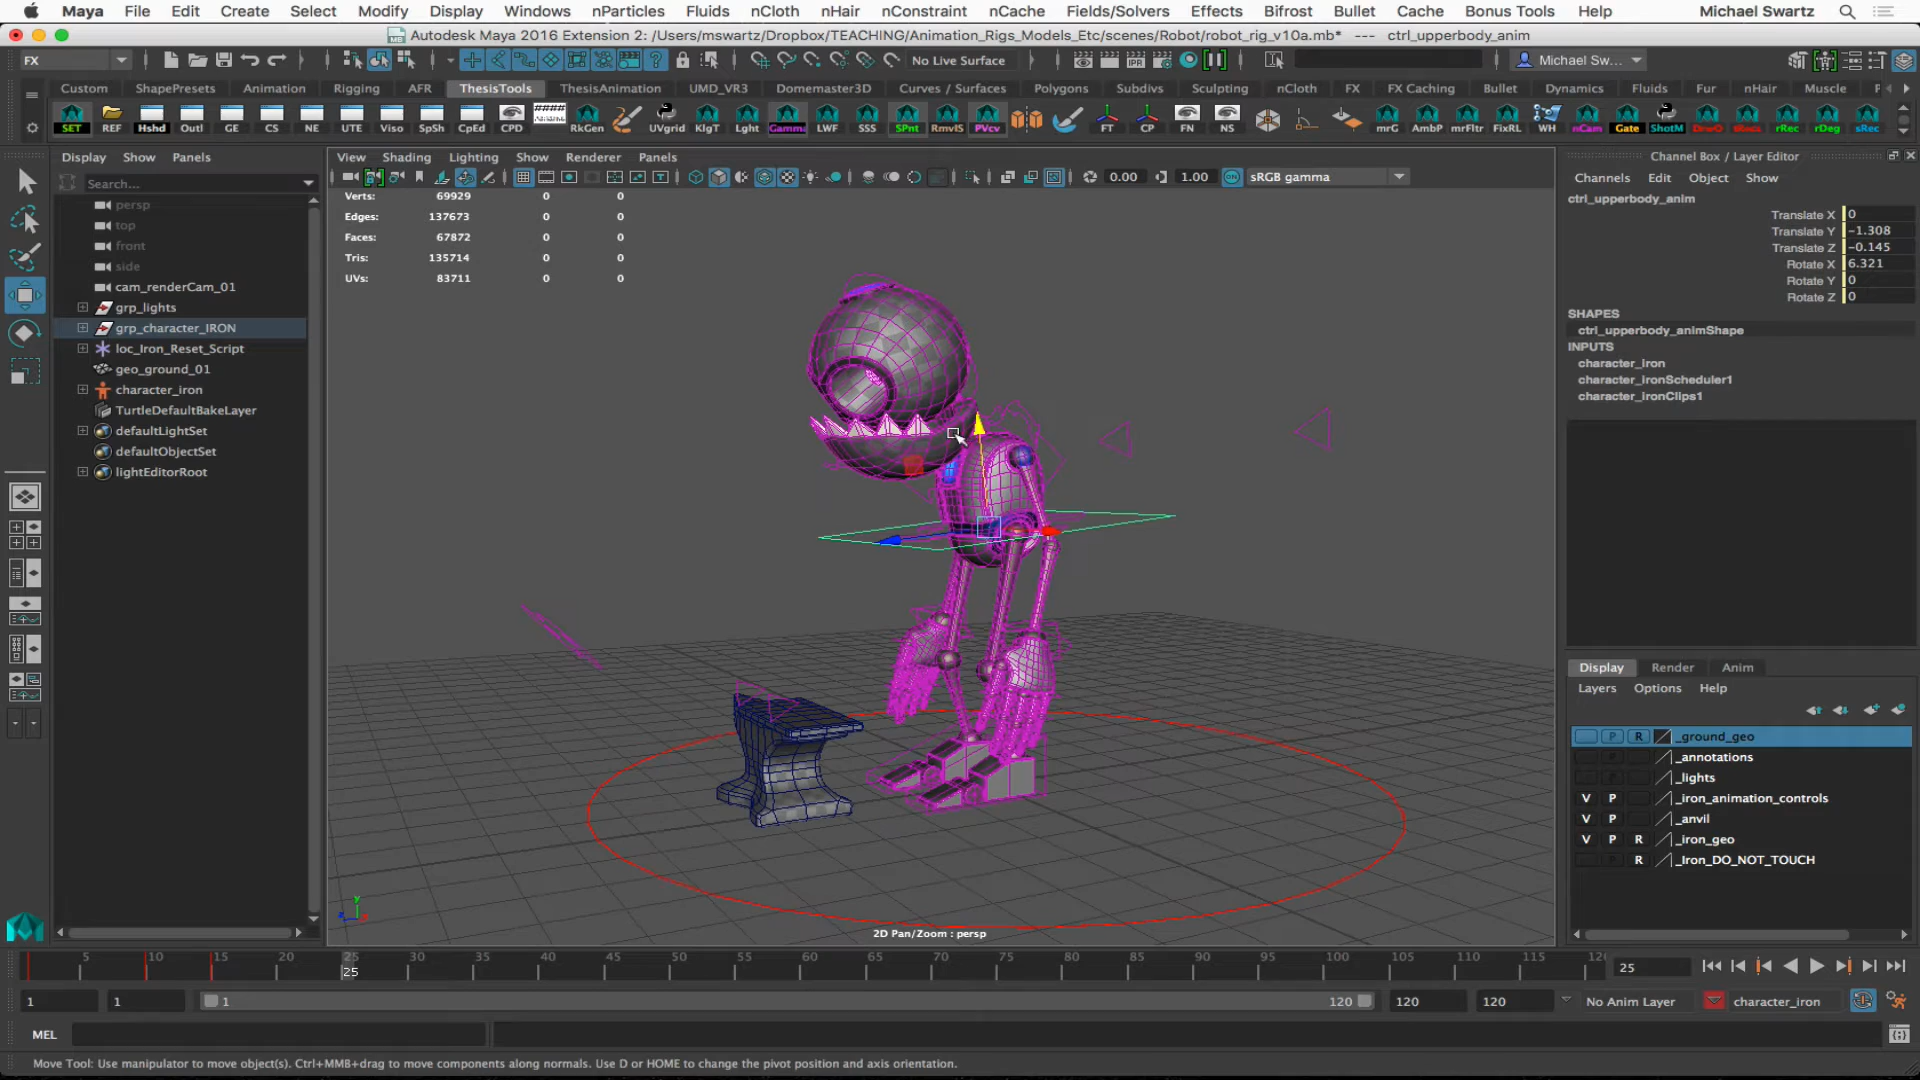 Maya File Edit Create Select Modify Display Windows nParticles Fluids nCloth nHair nConstraint nCache Fields/Solvers Effects Bifrost Bullet Cache Bonus Tools Help Michael Swartz
Autodesk Maya 2016 Extension 2: /Users/mswartz/Dropbox/TEACHING/Animation_Rigs_Models_Etc/scenes/Robot/robot_rig_v10a.mb* --- ctrl_upperbody_anim
FX No Live Surface Michael Sw...
Custom ShapePresets Animation Rigging AFR ThesisTools ThesisAnimation UMD_VR3 Domemaster3D Curves / Surfaces Polygons Subdivs Sculpting nCloth FX FX Caching Bullet Dynamics Fluids Fur nHair Muscle
SET REF Hshd Outl GE CS NE UTE Viso SpSh CpEd CPD RkGen UVgrid KlgT Lght Gamma LWF SSS SPnt RmvIS PVcv FT CP FN NS mrG AmbP mrFltr FixRL WH nCam Gate ShotM rRec rDeg sRec
Display Show Panels
Search...
persp
top
front
side
cam_renderCam_01
grp_lights
grp_character_IRON
loc_Iron_Reset_Script
geo_ground_01
character_iron
TurtleDefaultBakeLayer
defaultLightSet
defaultObjectSet
lightEditorRoot
View Shading Lighting Show Renderer Panels
0.00 1.00 sRGB gamma
Verts: 69929 0 0
Edges: 137673 0 0
Faces: 67872 0 0
Tris: 135714 0 0
UVs: 83711 0 0
2D Pan/Zoom : persp
Channel Box / Layer Editor
Channels Edit Object Show
ctrl_upperbody_anim
Translate X 0
Translate Y -1.308
Translate Z -0.145
Rotate X 6.321
Rotate Y 0
Rotate Z 0
SHAPES
ctrl_upperbody_animShape
INPUTS
character_iron
character_ironScheduler1
character_ironClips1
Display Render Anim
Layers Options Help
P R _ground_geo
_annotations
_lights
V P _iron_animation_controls
V P _anvil
V P R _iron_geo
R _Iron_DO_NOT_TOUCH
5 10 15 20 25 30 35 40 45 50 55 60 65 70 75 80 85 90 95 100 105 110 115 12
25
25
1 1 1 120 120 120 No Anim Layer character_iron
MEL
Move Tool: Use manipulator to move object(s). Ctrl+MMB+drag to move components along normals. Use D or HOME to change the pivot position and axis orientation.